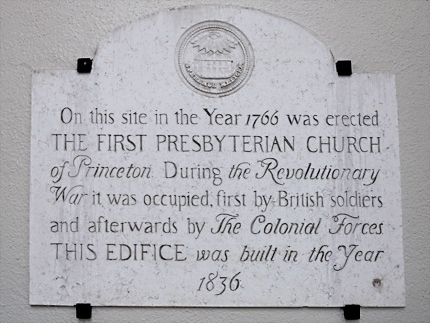 On this site in the Year 1766 was erected
THE FIRST PRESBYTERIAN CHURCH
of Princeton. During the Revolutionary
War it was occupied, first by British soldiers
and afterwards by The Colonial Forces
THIS EDIFICE was built in the Year
1836